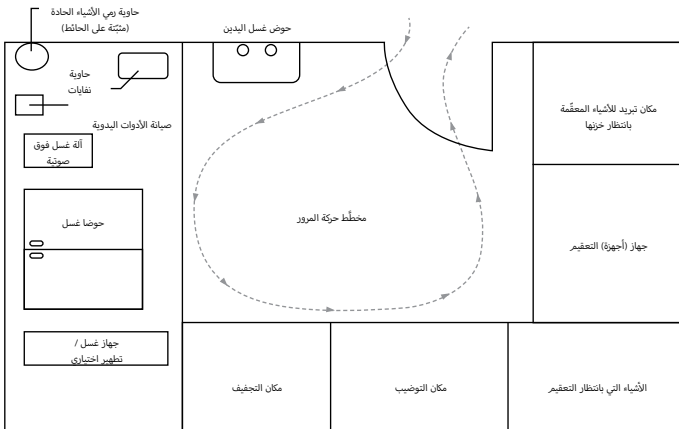 حاوية رمي الأشياء الحادة
(مثبّتة على الحائط)
حوض غسل اليدين
حاوية
نفايات
صيانة الأدوات اليدوية
آلة غسل فوق
صوتية
حوضا غسل
جهاز غسل /
تطهير اختياري
مخطَّط حركة المرور
مكان تبريد للأشياء المعقّمة
بانتظار خزنها
جهاز (أجهزة) التعقيم
مكان التجفيف
مكان التوضيب
الأشياء التي بانتظار التعقيم